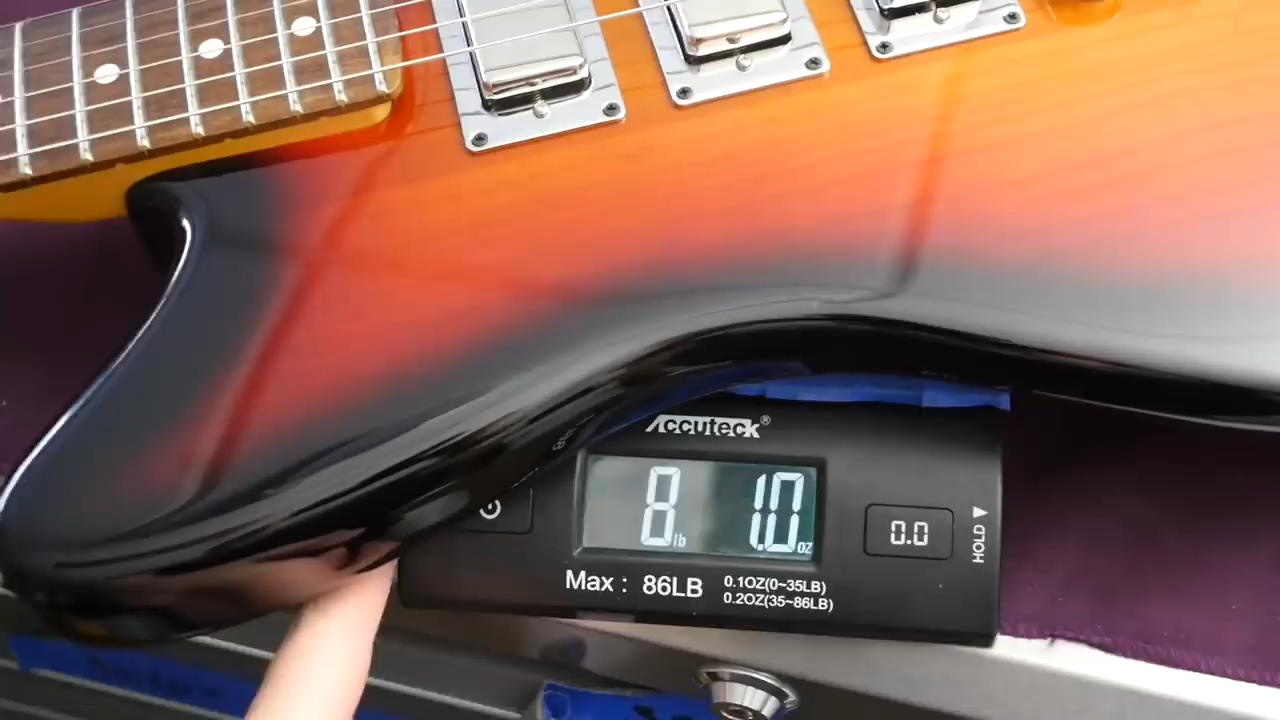 Accuteck®
8 lb 1.0 oz
0.0
HOLD
Max : 86LB
0.1OZ(0~35LB)
0.2OZ(35~86LB)